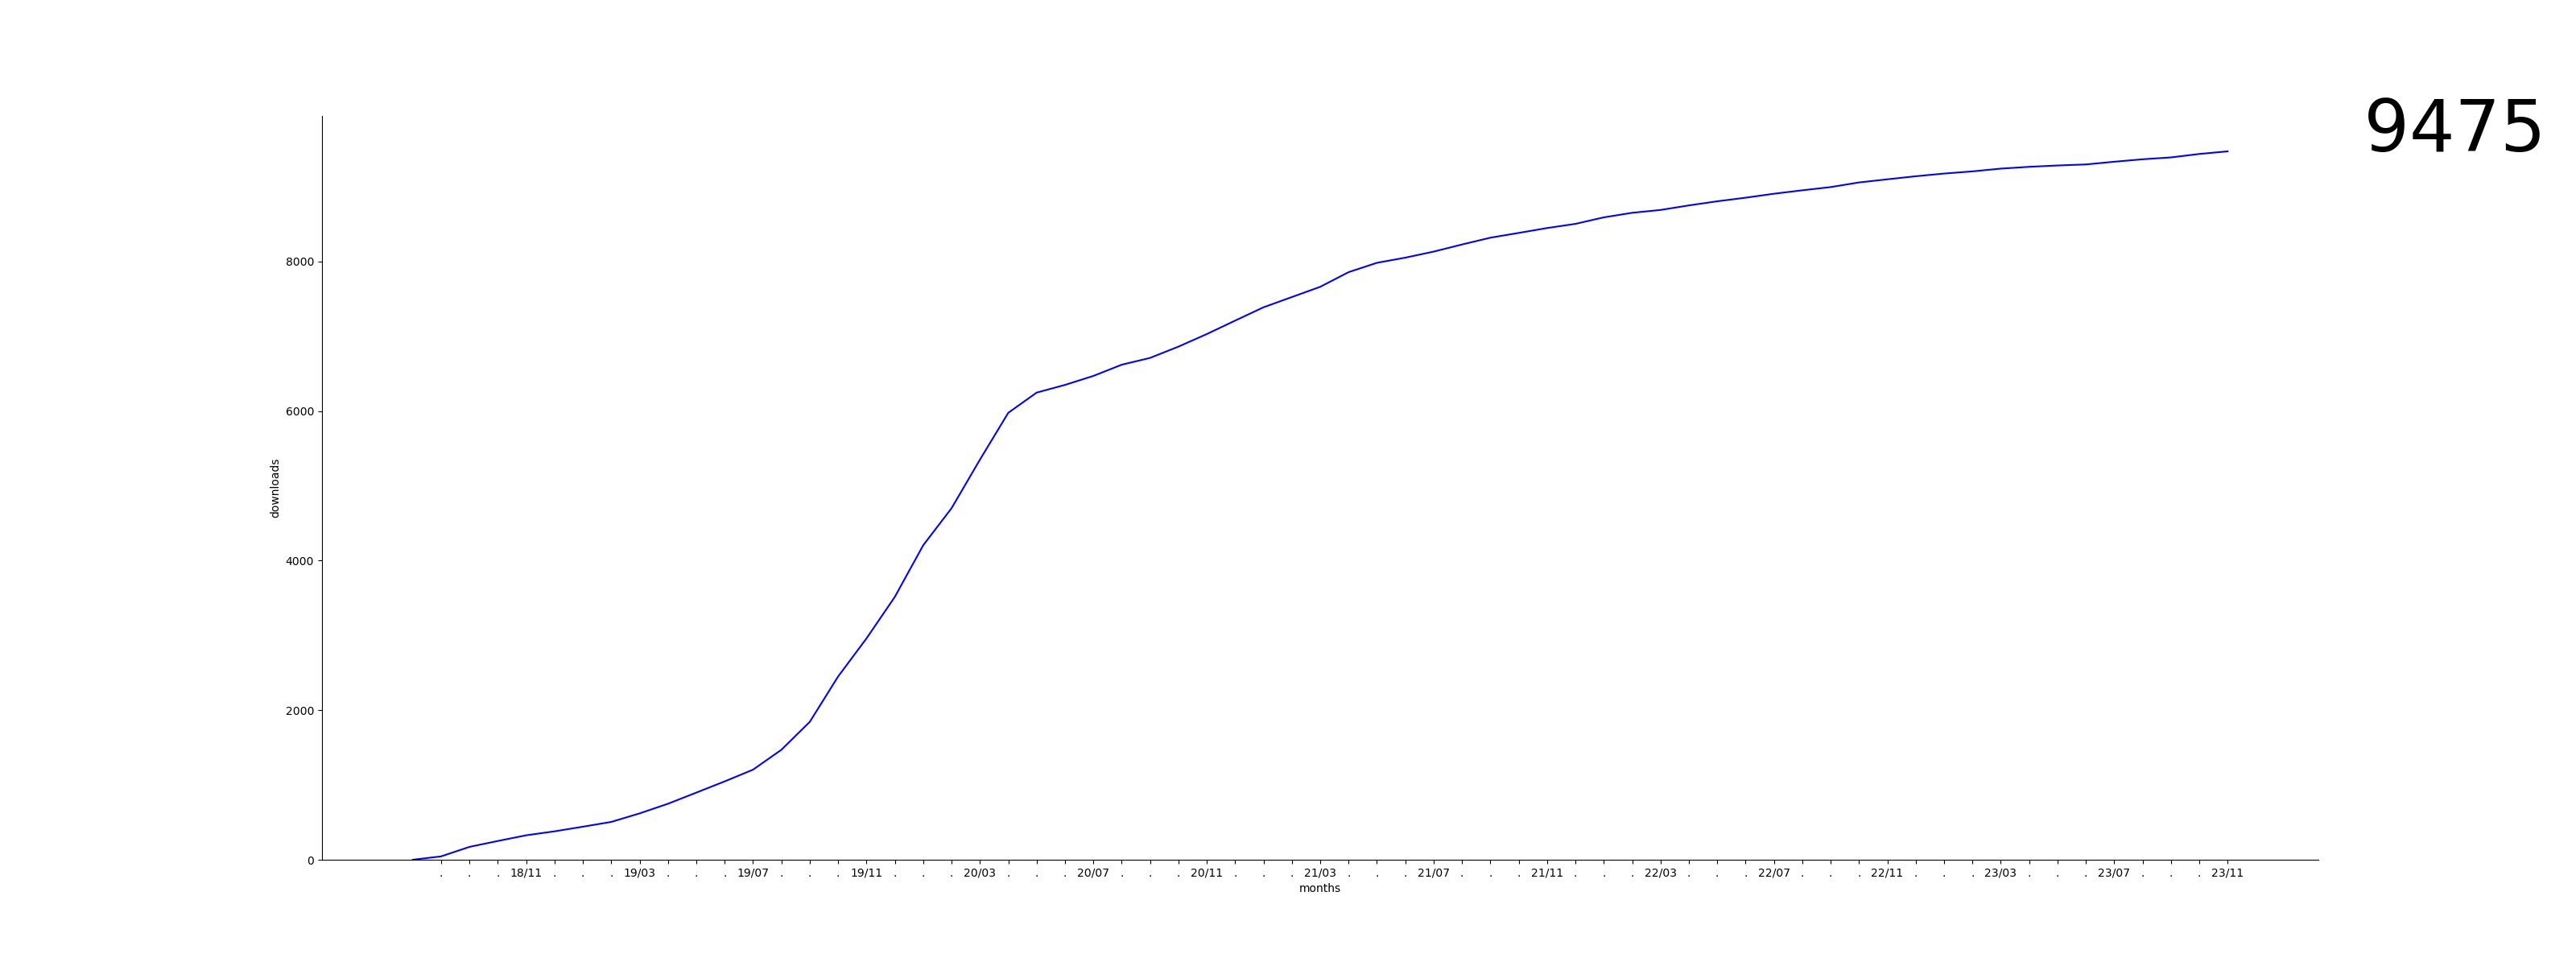 9475
downloads
8000
6000
4000
2000
0
. . . 18/11 . . . 19/03 . . . 19/07 . . . 19/11 . . . 20/03 . . . 20/07 . . . 20/11 . . . 21/03 . . . 21/07 . . . 21/11 . . . 22/03 . . . 22/07 . . . 22/11 . . . 23/03 . . . 23/07 . . . 23/11
months